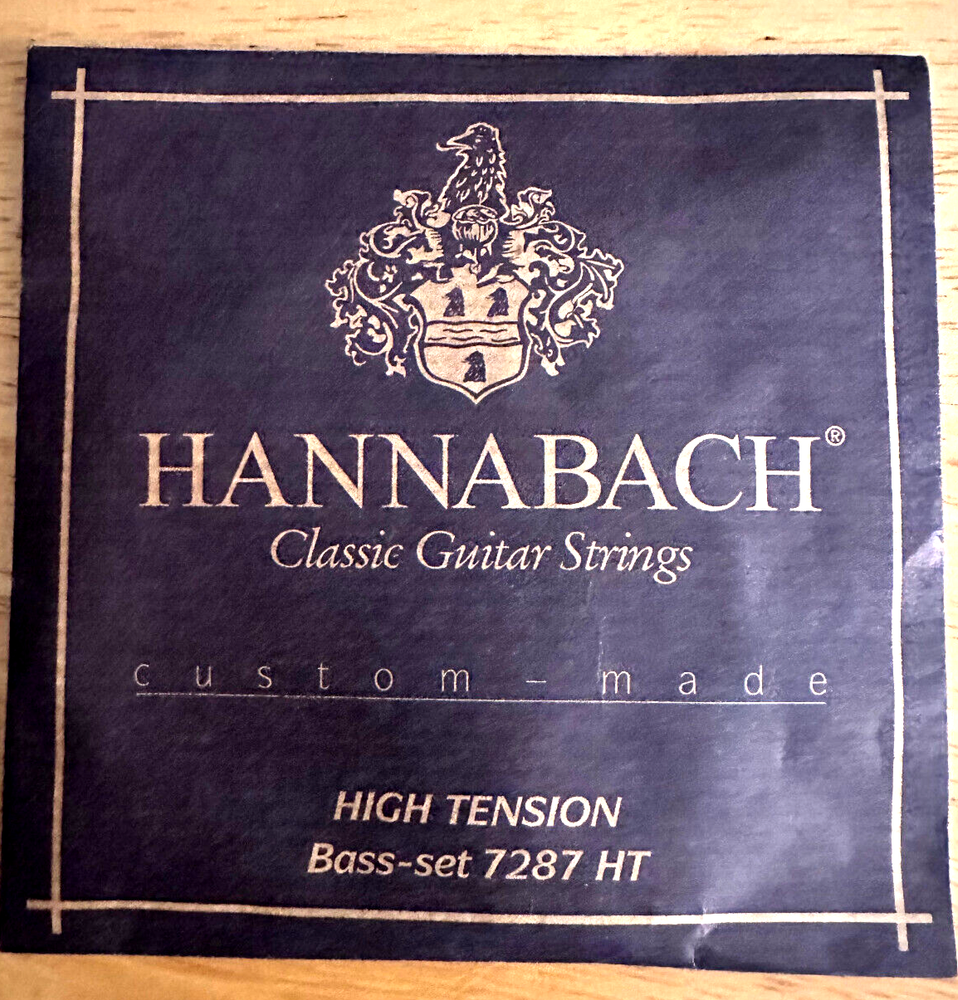 HANNABACH®
Classic Guitar Strings
custom – made
HIGH TENSION
Bass-set 7287 HT